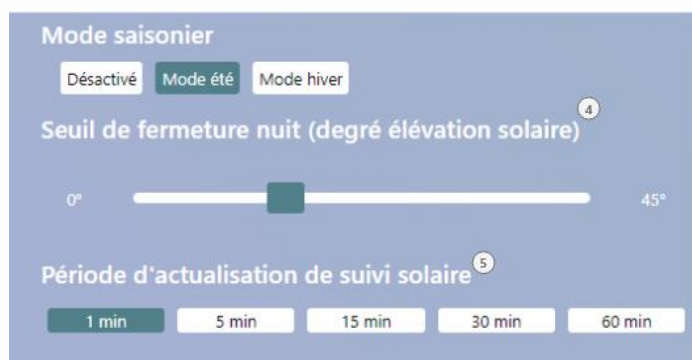 Mode saisonier
Désactivé Mode été Mode hiver
Seuil de fermeture nuit (degré élévation solaire) 4
0° 45°
Période d'actualisation de suivi solaire 5
1 min 5 min 15 min 30 min 60 min